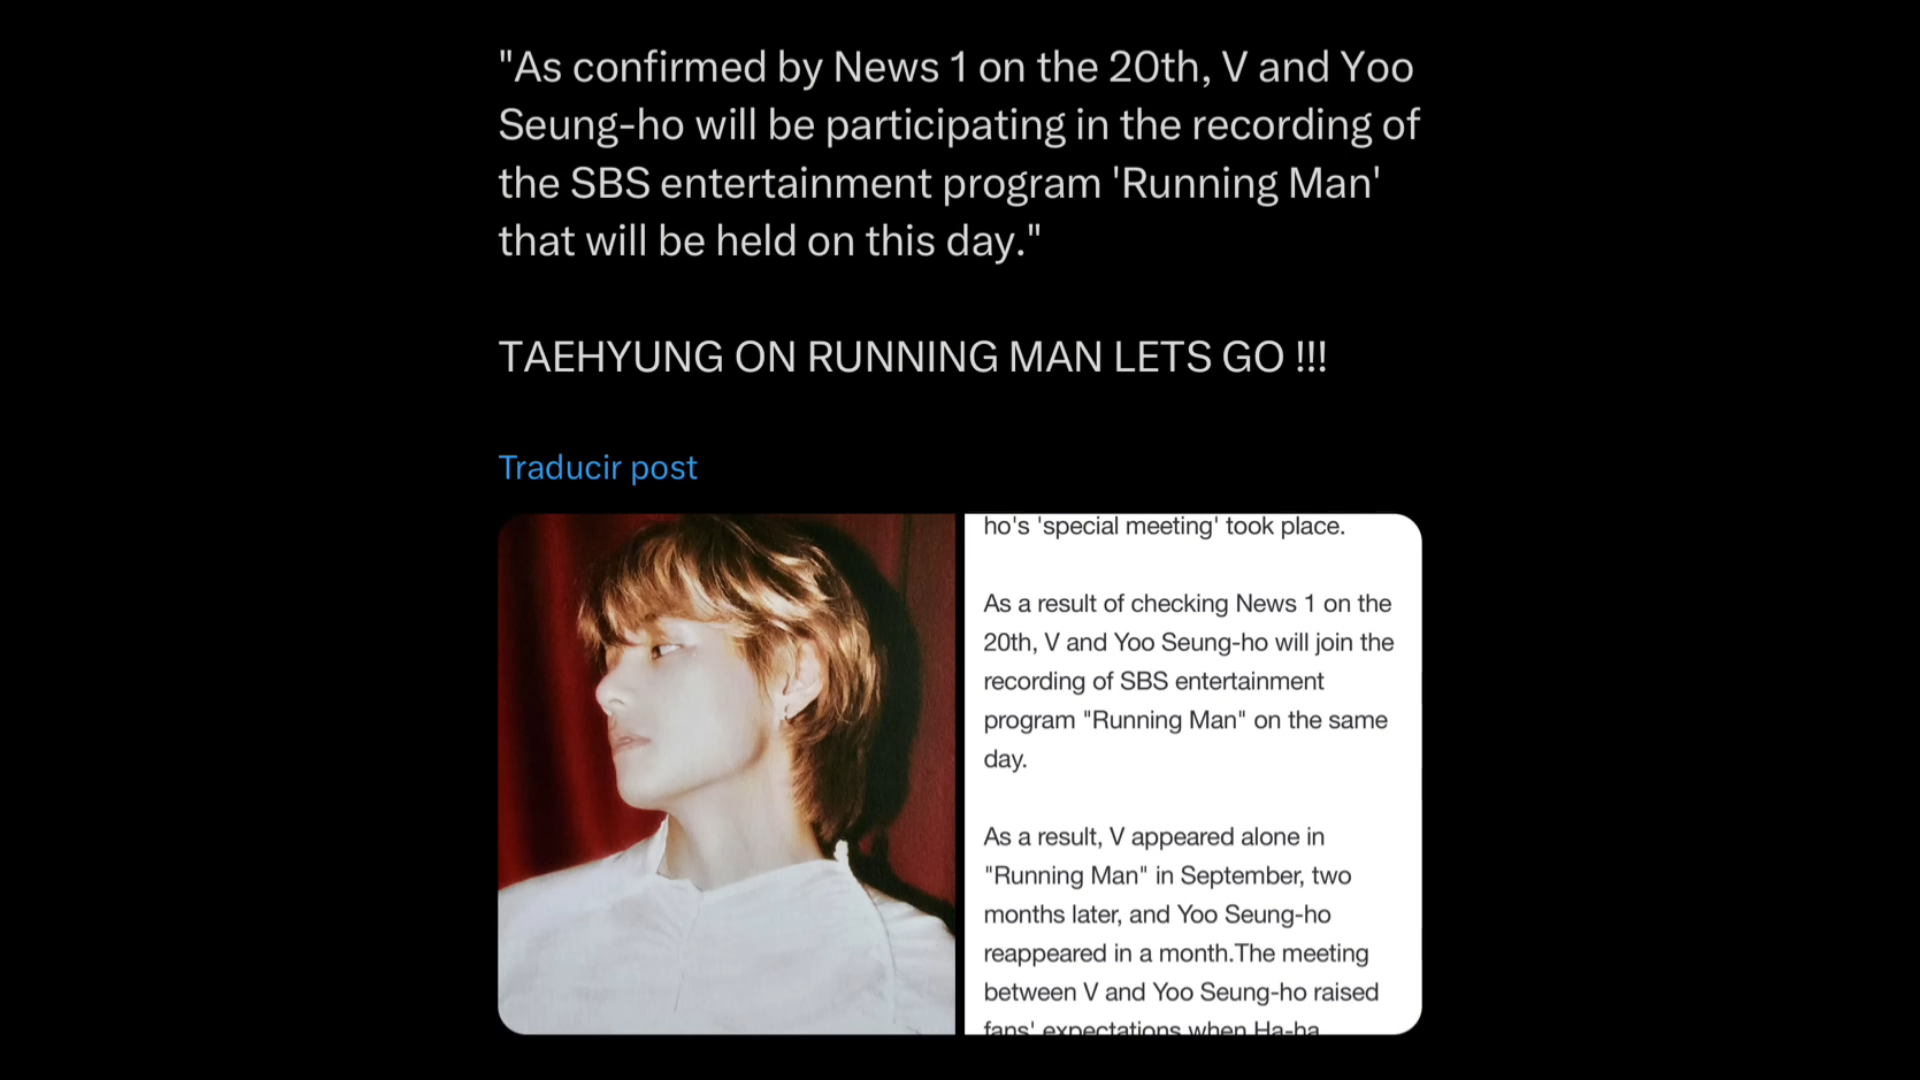 "As confirmed by News 1 on the 20th, V and Yoo
Seung-ho will be participating in the recording of
the SBS entertainment program 'Running Man'
that will be held on this day."
TAEHYUNG ON RUNNING MAN LETS GO !!!
Traducir post
ho's 'special meeting' took place.
As a result of checking News 1 on the
20th, V and Yoo Seung-ho will join the
recording of SBS entertainment
program "Running Man" on the same
day.
As a result, V appeared alone in
"Running Man" in September, two
months later, and Yoo Seung-ho
reappeared in a month.The meeting
between V and Yoo Seung-ho raised
fans' expectations when Ha-ha